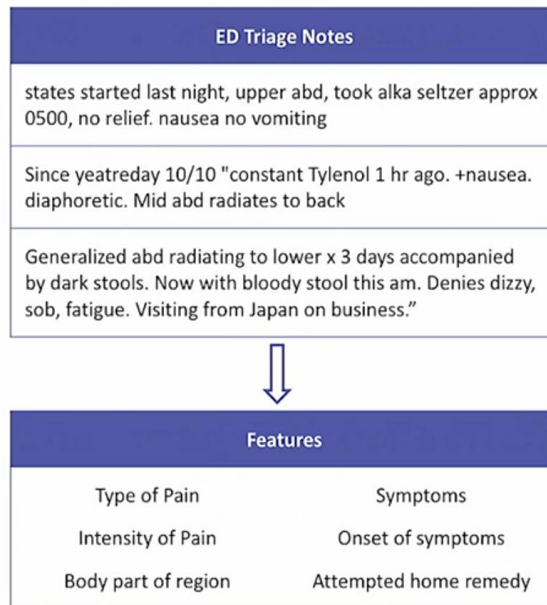 ED Triage Notes
states started last night, upper abd, took alka seltzer approx
0500, no relief. nausea no vomiting
Since yeatreday 10/10 "constant Tylenol 1 hr ago. +nausea.
diaphoretic. Mid abd radiates to back
Generalized abd radiating to lower x 3 days accompanied
by dark stools. Now with bloody stool this am. Denies dizzy,
sob, fatigue. Visiting from Japan on business.”
Features
Type of Pain Symptoms
Intensity of Pain Onset of symptoms
Body part of region Attempted home remedy